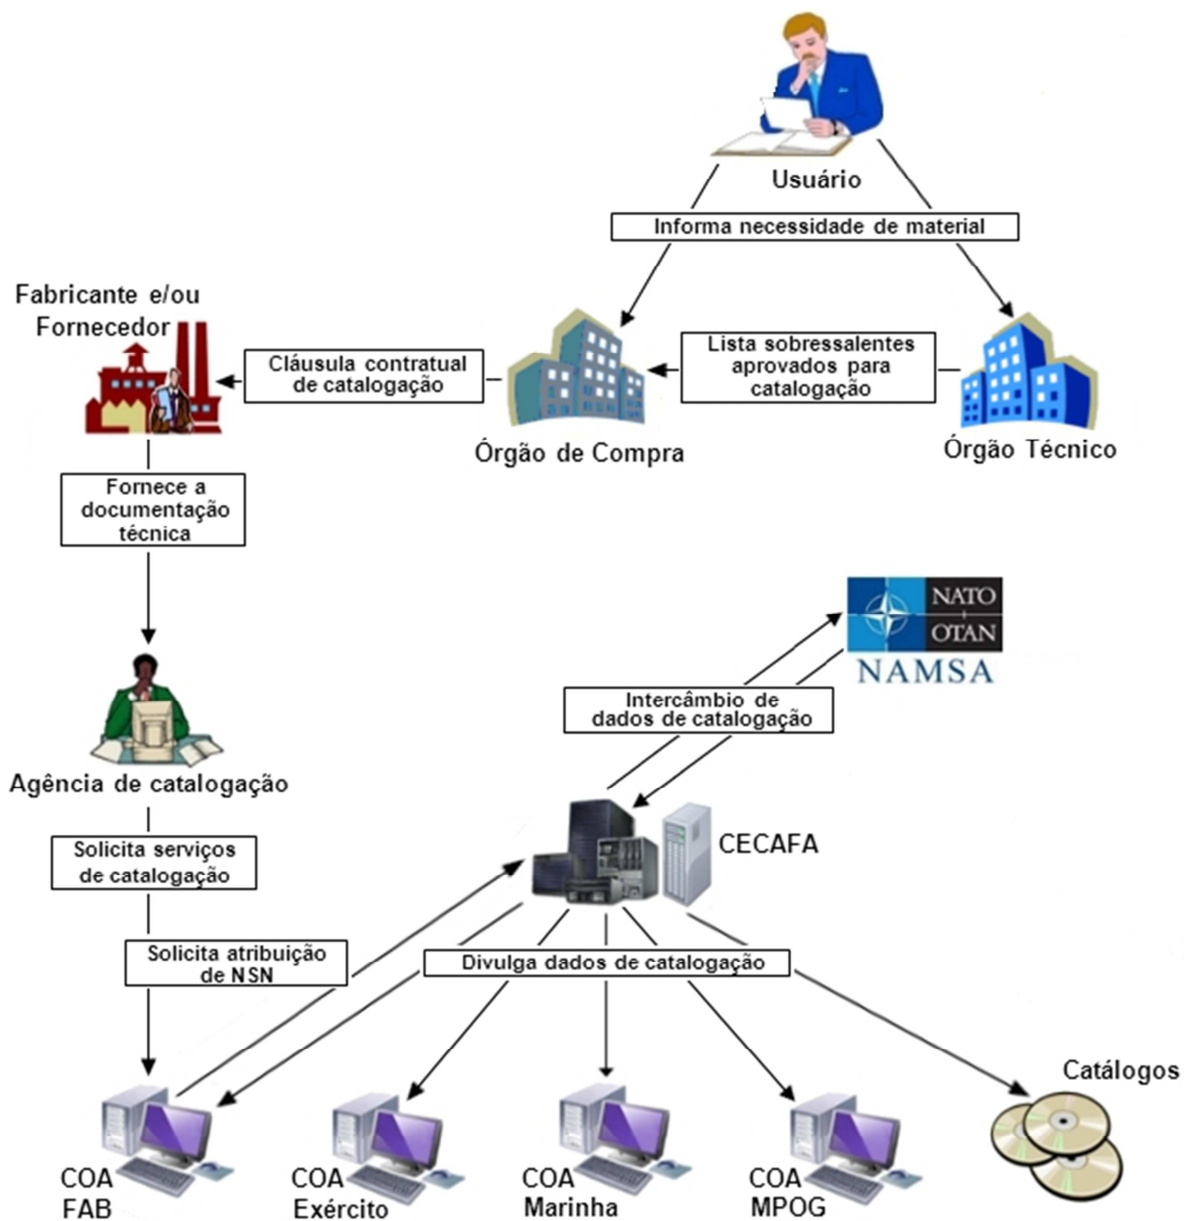 Usuário
Informa necessidade de material
Fabricante e/ou
Fornecedor
Cláusula contratual
de catalogação
Lista sobressalentes
aprovados para
catalogação
Órgão de Compra
Órgão Técnico
Fornece a
documentação
técnica
NATO
OTAN
NAMSA
Intercâmbio de
dados de catalogação
Agência de catalogação
CECAFA
Solicita serviços
de catalogação
Solicita atribuição
de NSN
Divulga dados de catalogação
Catálogos
COA
FAB
COA
Exército
COA
Marinha
COA
MPOG